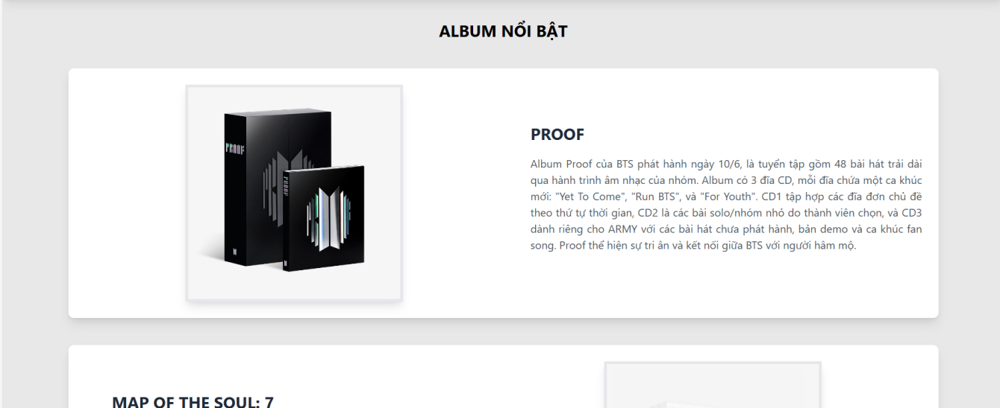 ALBUM NỔI BẬT
PROOF
PROOF
PROOF
Album Proof của BTS phát hành ngày 10/6, là tuyển tập gồm 48 bài hát trải dài
qua hành trình âm nhạc của nhóm. Album có 3 đĩa CD, mỗi đĩa chứa một ca khúc
mới: "Yet To Come", "Run BTS", và "For Youth". CD1 tập hợp các đĩa đơn chủ đề
theo thứ tự thời gian, CD2 là các bài solo/nhóm nhỏ do thành viên chọn, và CD3
dành riêng cho ARMY với các bài hát chưa phát hành, bản demo và ca khúc fan
song. Proof thể hiện sự tri ân và kết nối giữa BTS với người hâm mộ.
MAP OF THE SOUL: 7